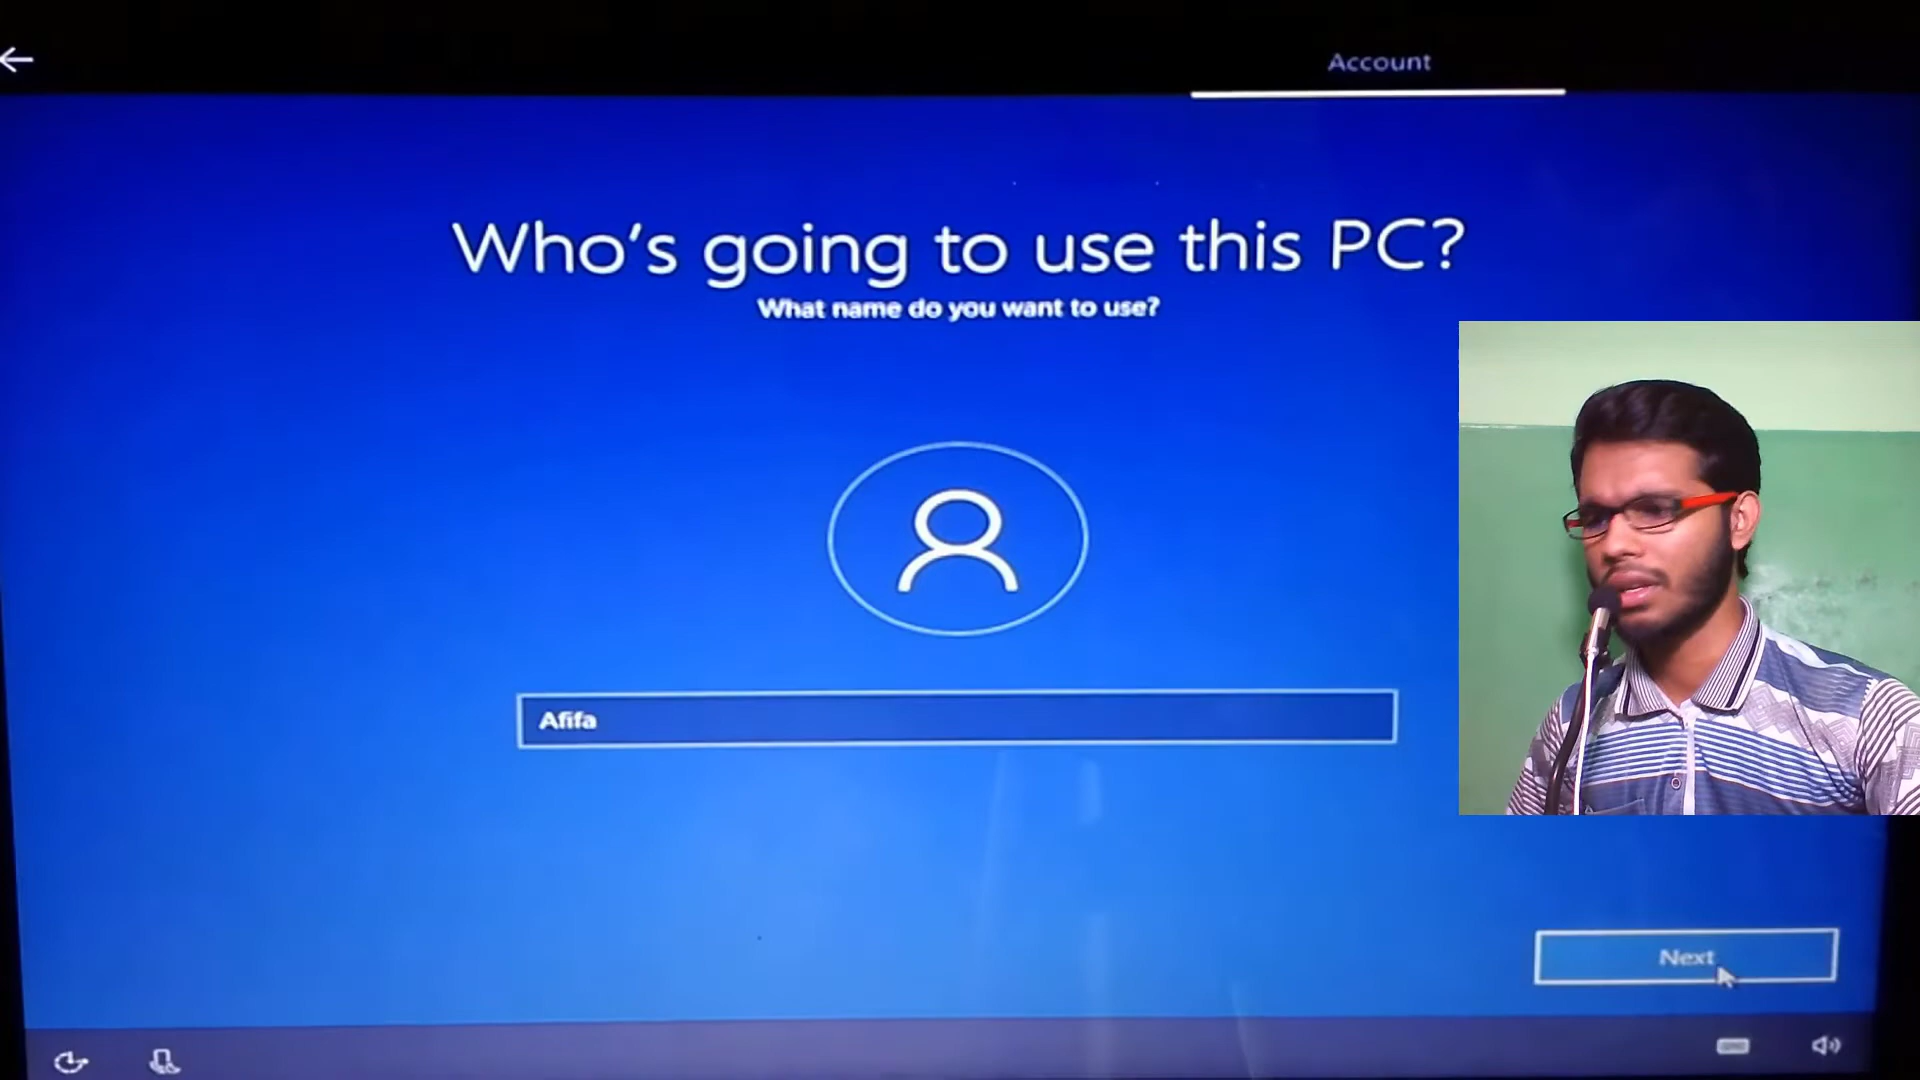 Account
Who's going to use this PC?
What name do you want to use?
Afifa
Next